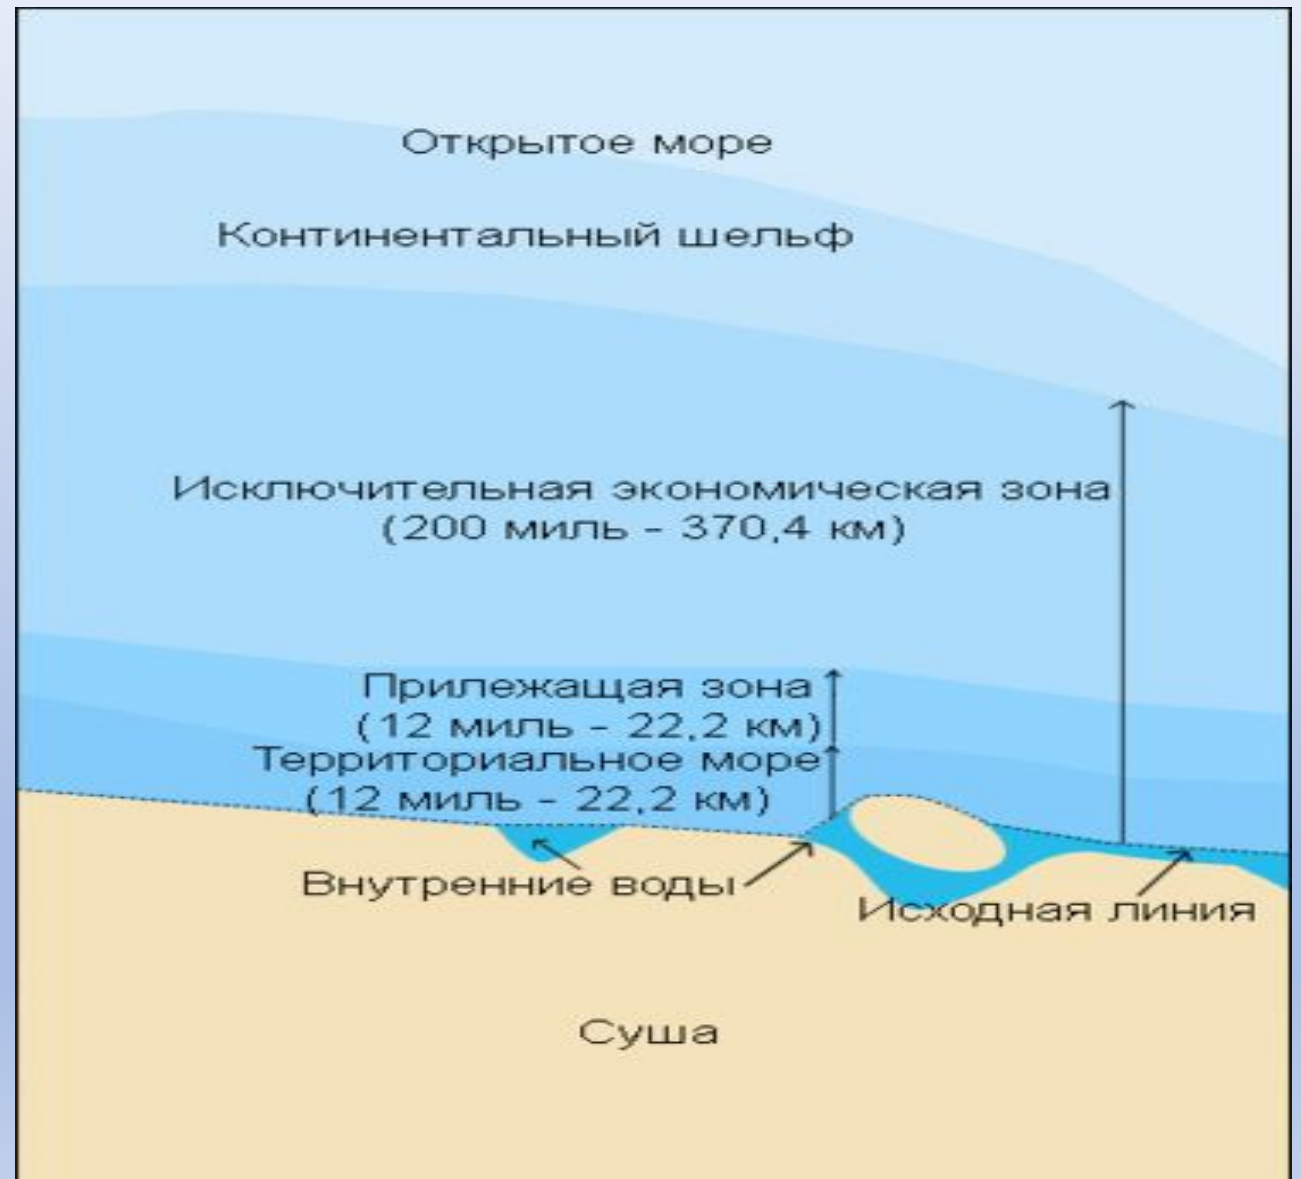 Открытое море
Континентальный шельф
Исключительная экономическая зона
(200 миль - 370,4 км)
Прилежащая зона
(12 миль - 22,2 км)
Территориальное море
(12 миль - 22,2 км)
Внутренние воды
Исходная линия
Суша